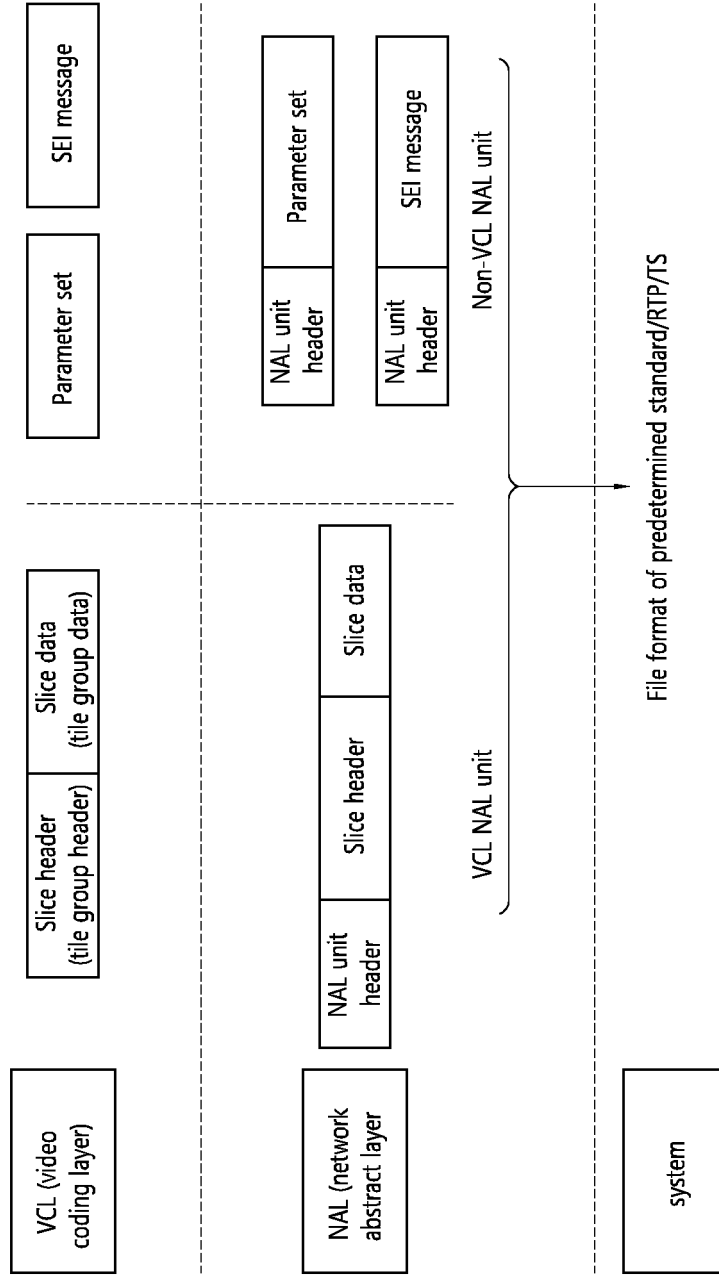 VCL (video
coding layer)
Slice header
(tile group header)
Slice data
(tile group data)
Parameter set
SEI message
NAL (network
abstract layer
NAL unit
header
Slice header
Slice data
NAL unit
header
Parameter set
NAL unit
header
SEI message
VCL NAL unit
Non-VCL NAL unit
system
File format of predetermined standard/RTP/TS